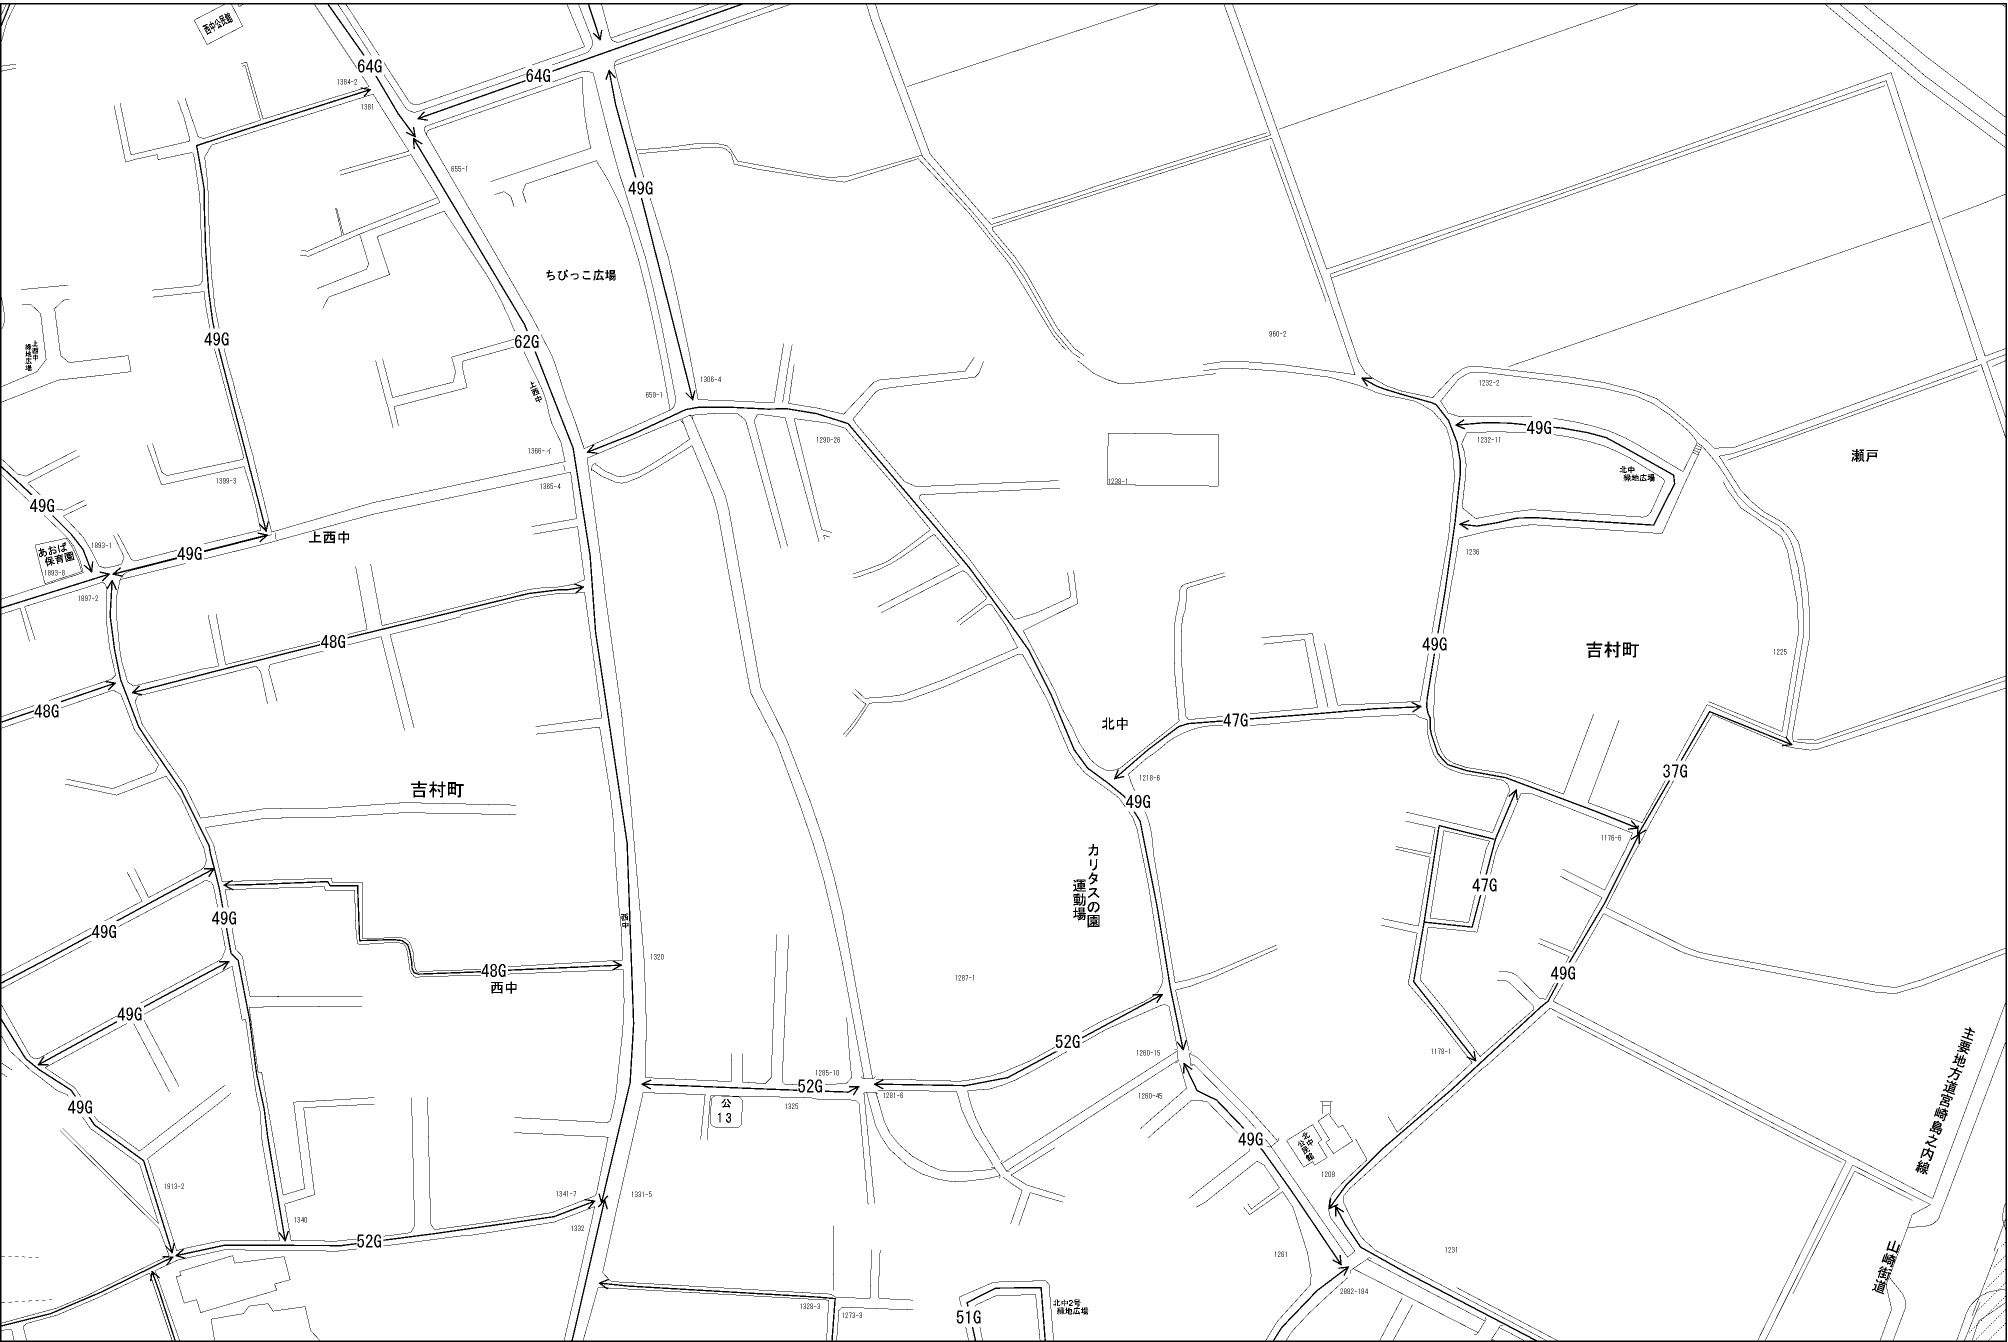 西中公民館
64G
64G
1384-2
1381
655-1
49G
ちびっこ広場
960-2
49G
62G
上西中
緑地広場
上西中
1306-4
659-1
1232-2
1290-26
49G
1232-11
瀬戸
1366-イ
北中
緑地広場
1399-3
1365-4
1238-1
49G
上西中
1893-1
49G
あおば
保育園
1893-8
1236
1897-2
48G
49G
吉村町
1225
48G
北中
47G
37G
1218-6
吉村町
49G
1176-6
カリタスの園
運動場
47G
49G
西中
49G
48G
西中
1320
1287-1
49G
49G
52G
1260-15
1178-1
主要地方道宮崎島之内線
1285-10
52G
1281-6
1260-45
49G
公
13
1325
49G
北中
公民館
1209
1913-2
1341-7
1331-5
1340
1332
52G
1261
1231
山崎街道
1328-3
1273-3
51G
北中2号
緑地広場
2882-184